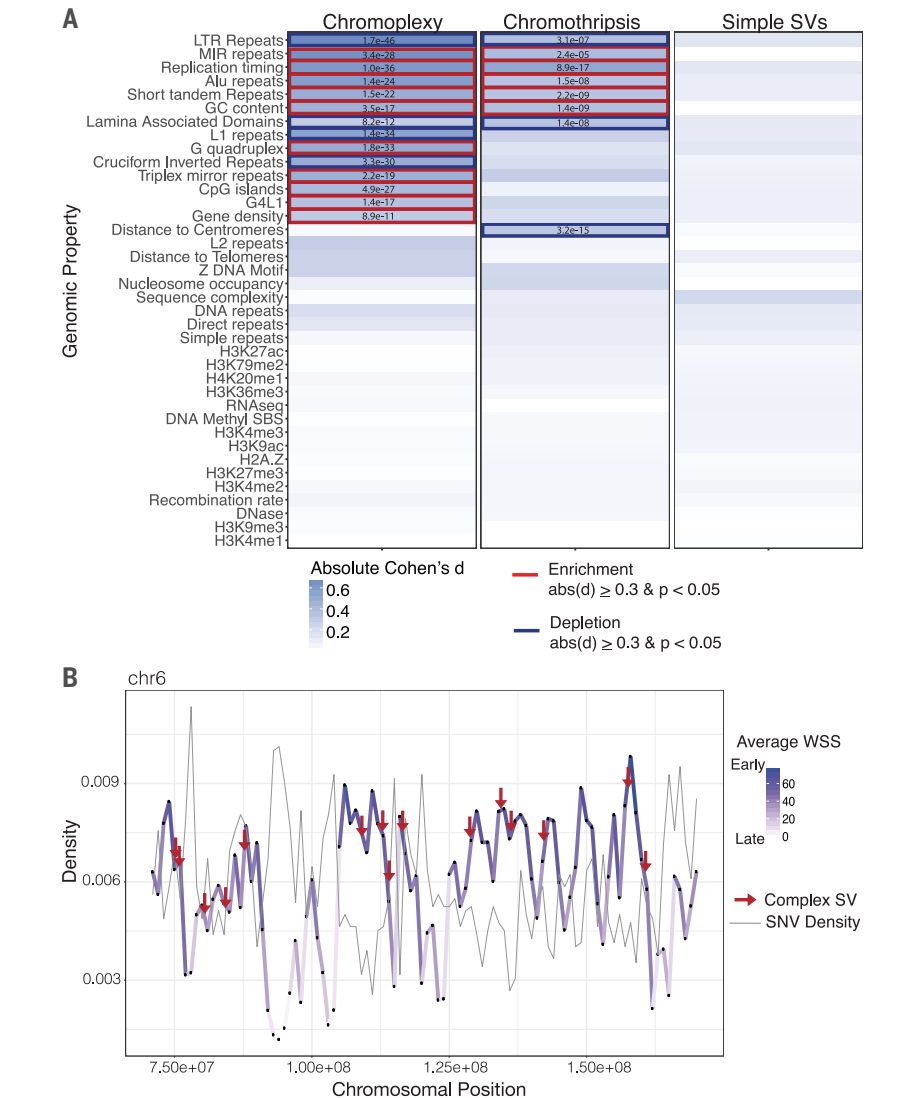 A
Chromoplexy Chromothripsis Simple SVs
Genomic Property
LTR Repeats 1.7e-46 3.1e-07
MIR repeats 3.4e-28 2.4e-05
Replication timing 1.0e-36 8.9e-17
Alu repeats 1.4e-24 1.5e-08
Short tandem Repeats 1.5e-22 2.2e-09
GC content 3.5e-17 1.4e-09
Lamina Associated Domains 8.2e-12 1.4e-08
L1 repeats 1.4e-34
G quadruplex 1.8e-33
Cruciform Inverted Repeats 3.3e-30
Triplex mirror repeats 2.2e-19
CpG islands 4.9e-27
G4L1 1.4e-17
Gene density 8.9e-11
Distance to Centromeres 3.2e-15
L2 repeats
Distance to Telomeres
Z DNA Motif
Nucleosome occupancy
Sequence complexity
DNA repeats
Direct repeats
Simple repeats
H3K27ac
H3K79me2
H4K20me1
H3K36me3
RNAseq
DNA Methyl SBS
H3K4me3
H3K9ac
H2A.Z
H3K27me3
H3K4me2
Recombination rate
DNase
H3K9me3
H3K4me1
Absolute Cohen's d
0.6
0.4
0.2
Enrichment
abs(d) ≥ 0.3 & p < 0.05
Depletion
abs(d) ≥ 0.3 & p < 0.05
B
chr6
Density
0.009
0.006
0.003
7.50e+07 1.00e+08 1.25e+08 1.50e+08
Chromosomal Position
Average WSS
Early
60
40
20
0
Late
Complex SV
SNV Density